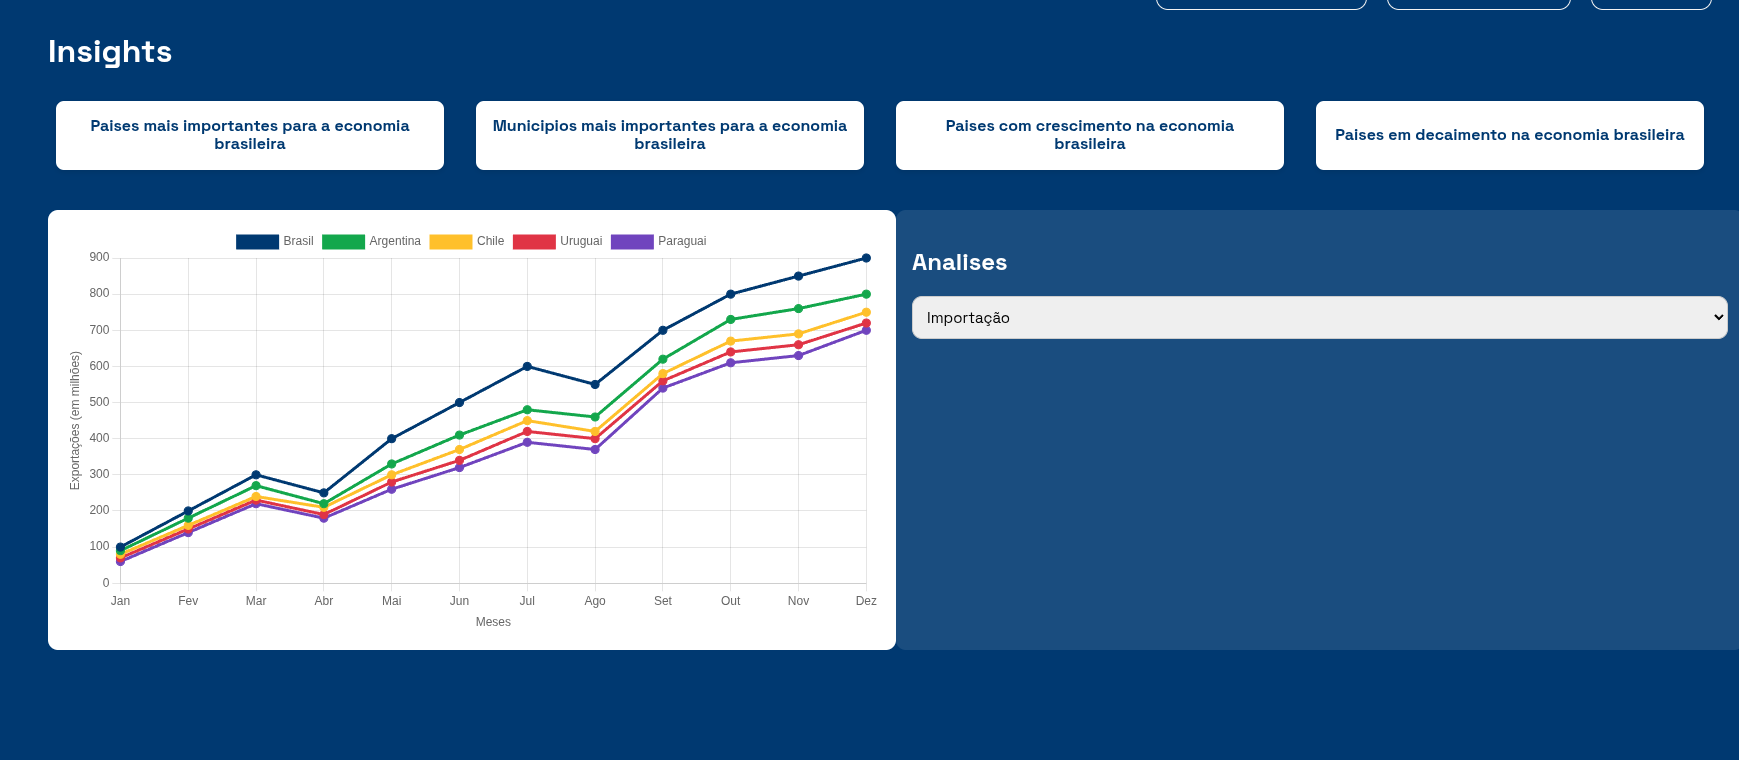 Insights
Paises mais importantes para a economia
brasileira
Municipios mais importantes para a economia
brasileira
Paises com crescimento na economia
brasileira
Paises em decaimento na economia brasileira
Brasil
Argentina
Chile
Uruguai
Paraguai
900
800
700
600
500
400
300
200
100
0
Exportações (em milhões)
Jan
Fev
Mar
Abr
Mai
Jun
Jul
Ago
Set
Out
Nov
Dez
Meses
Analises
Importação